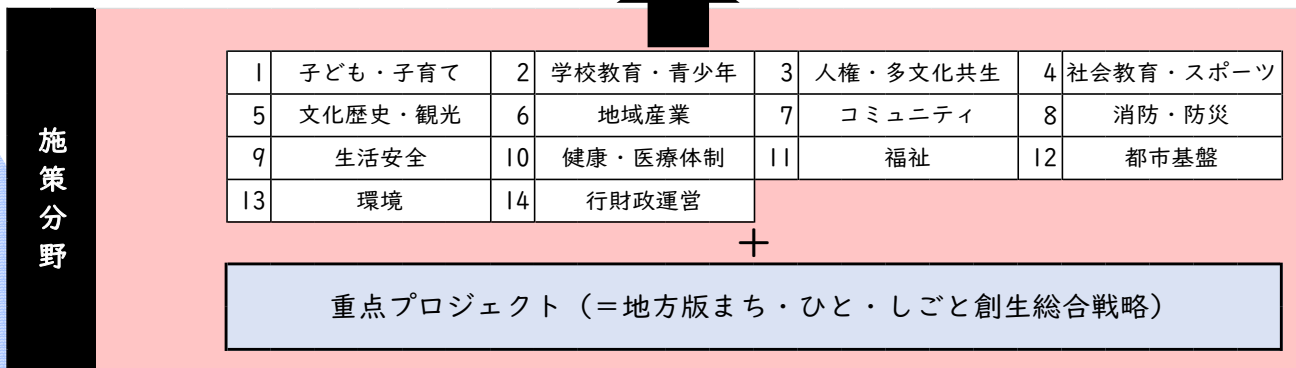 施策分野
1 子ども・子育て 2 学校教育・青少年 3 人権・多文化共生 4 社会教育・スポーツ
5 文化歴史・観光 6 地域産業 7 コミュニティ 8 消防・防災
9 生活安全 10 健康・医療体制 11 福祉 12 都市基盤
13 環境 14 行財政運営
＋
重点プロジェクト（＝地方版まち・ひと・しごと創生総合戦略）